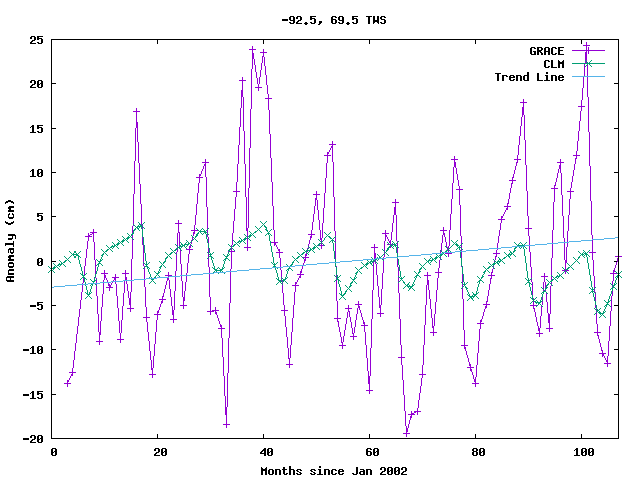 -92.5, 69.5 TWS
GRACE
CLM
Trend Line
25
20
15
10
5
0
-5
-10
-15
-20
Anomaly (cm)
0 20 40 60 80 100
Months since Jan 2002